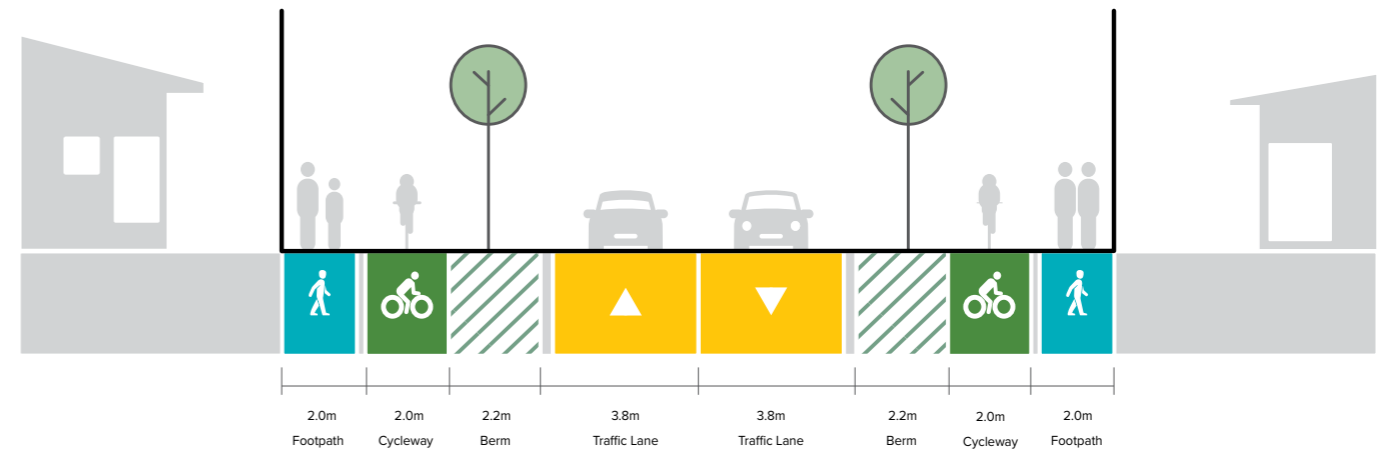 2.0m 2.0m 2.2m 3.8m 3.8m 2.2m 2.0m 2.0m
Footpath Cycleway Berm Traffic Lane Traffic Lane Berm Cycleway Footpath